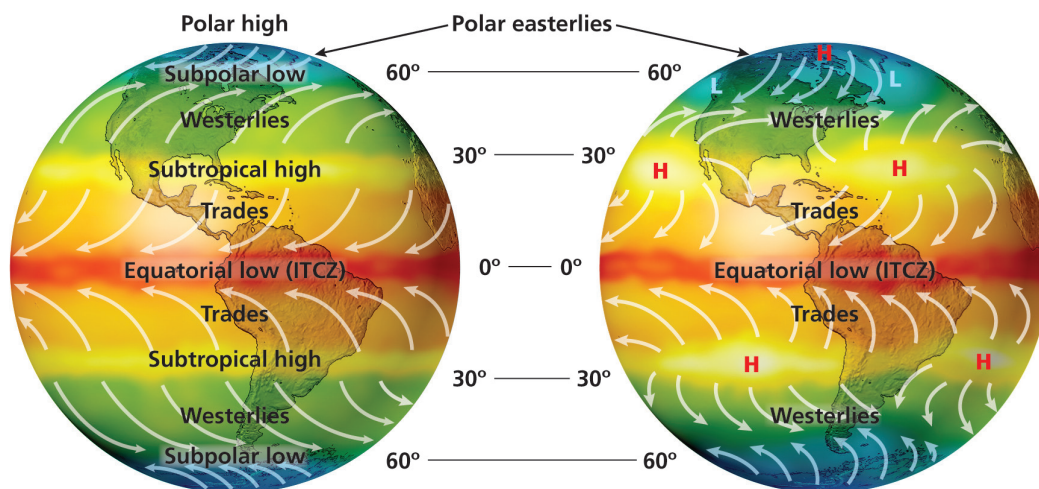 Polar high
Polar easterlies
Subpolar low
60º
60º
Westerlies
30º
30º
Subtropical high
Trades
Equatorial low (ITCZ)
0º
0º
Trades
Subtropical high
30º
30º
Westerlies
Subpolar low
60º
60º
H
L
L
Westerlies
H
H
Trades
Equatorial low (ITCZ)
Trades
H
H
Westerlies